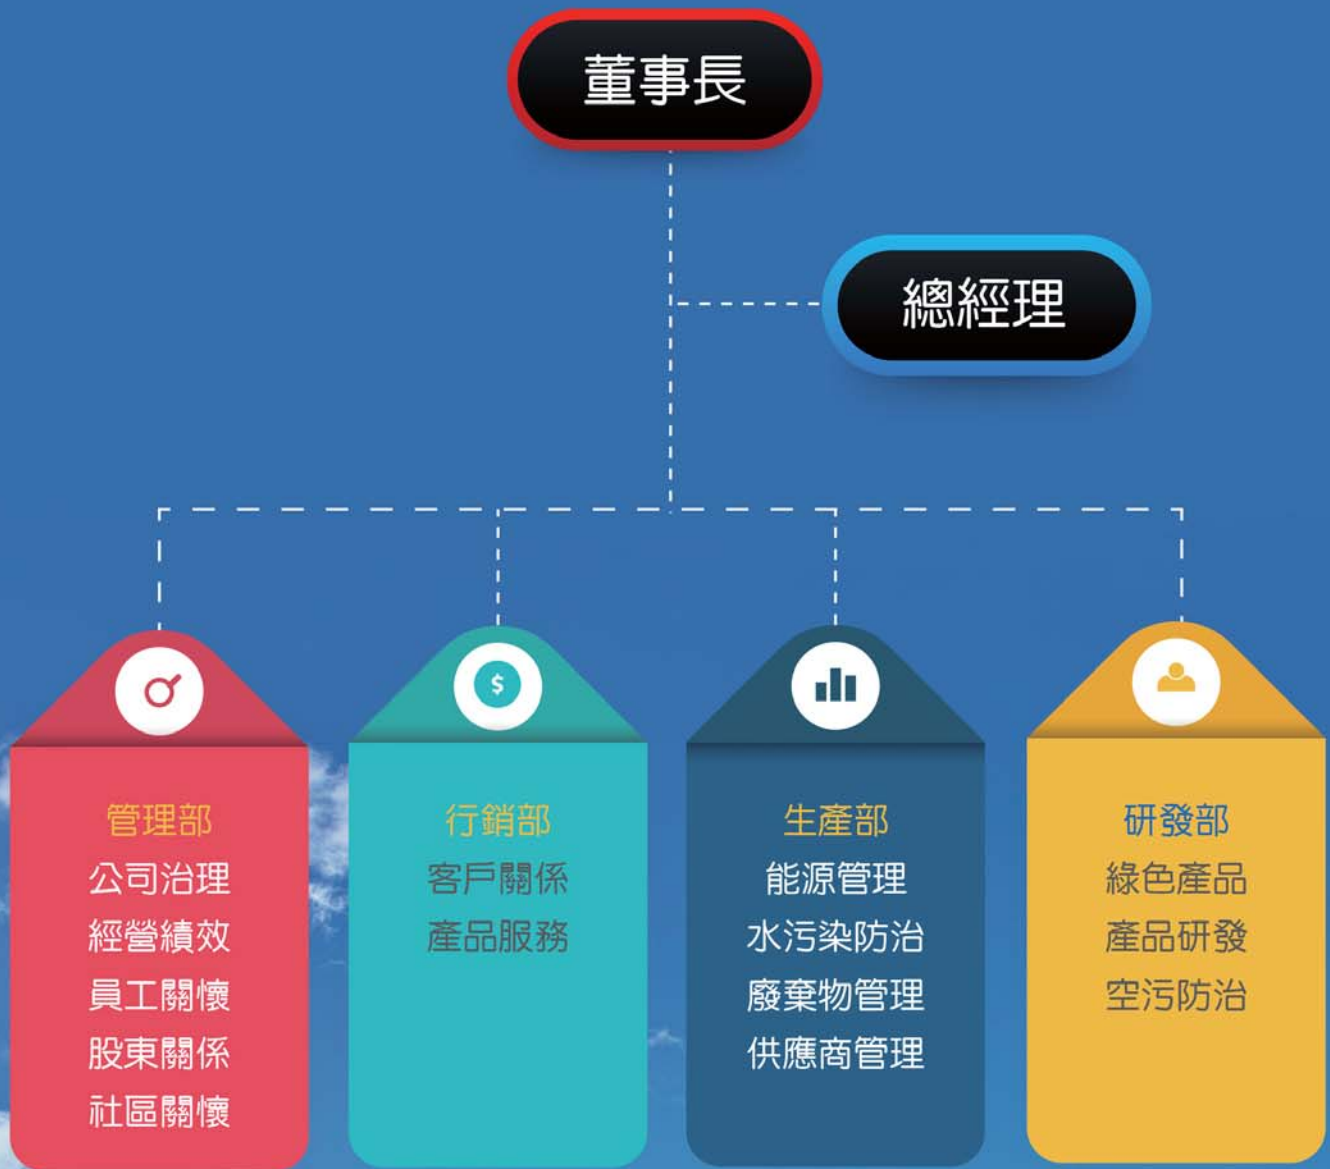 董事長
總經理
管理部
公司治理
經營績效
員工關懷
股東關係
社區關懷
$
行銷部
客戶關係
產品服務
生產部
能源管理
水污染防治
廢棄物管理
供應商管理
研發部
綠色產品
產品研發
空污防治